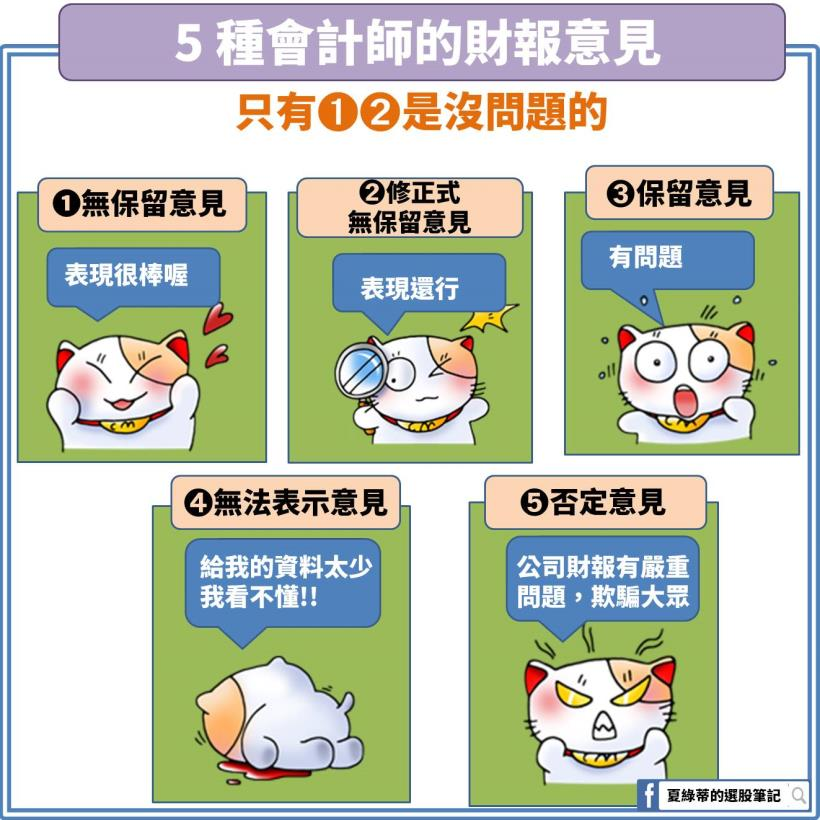 5 種會計師的財報意見
只有❶❷是沒問題的
❶無保留意見
表現很棒喔
❷修正式
無保留意見
表現還行
❸保留意見
有問題
❹無法表示意見
給我的資料太少
我看不懂!!
❺否定意見
公司財報有嚴重
問題，欺騙大眾
f 夏綠蒂的選股筆記